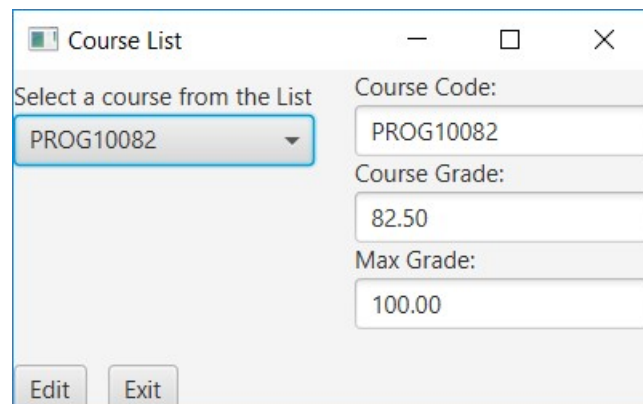 Course List
Select a course from the List
PROG10082
Course Code:
PROG10082
Course Grade:
82.50
Max Grade:
100.00
Edit Exit